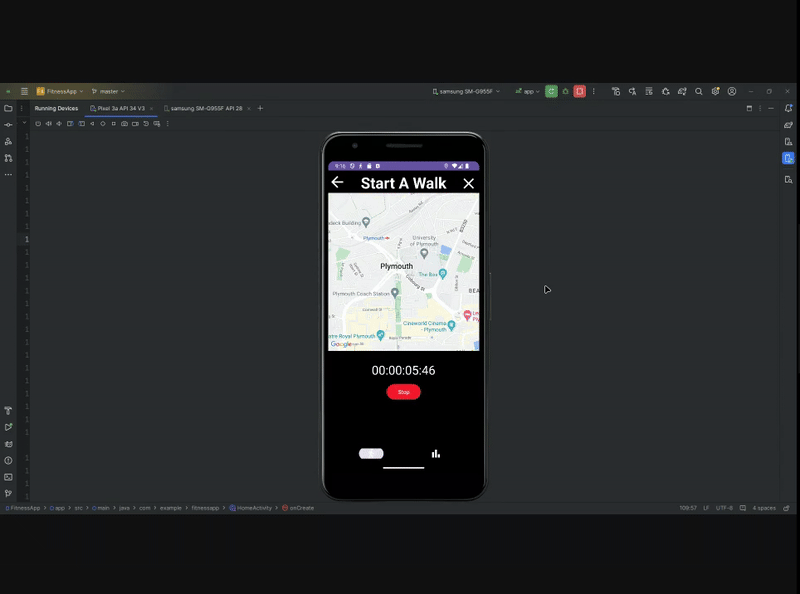 FitnessApp
master
samsung SM-G955F
app
Running Devices
Pixel 3a API 34 V3
samsung SM-G955F API 28
9:16
Start A Walk
Plymouth
University
of Plymouth
Plymouth
The Box
Plymouth Coach Station
Cobourg St
BEA
Cineworld Cinema
- Plymouth
Royal Plymouth
Google
00:00:05:46
Stop
FitnessApp > app > src > main > java > com > example > fitnessapp > HomeActivity > onCreate
109:57 LF UTF-8 4 spaces